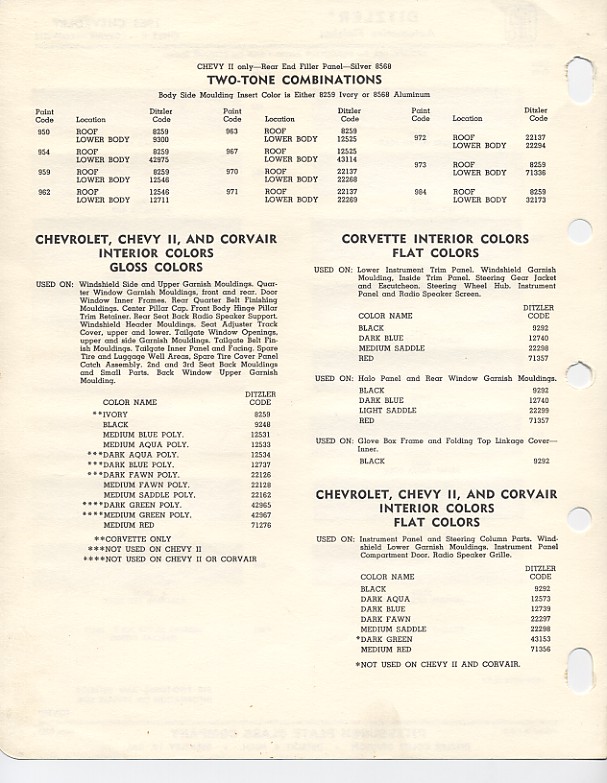 CHEVY II only—Rear End Filler Panel—Silver 8568
TWO-TONE COMBINATIONS
Body Side Moulding Insert Color is Either 8259 Ivory or 8568 Aluminum
Paint Code Location Ditzler Code
950 ROOF 8259
LOWER BODY 9300
954 ROOF 8259
LOWER BODY 42975
959 ROOF 8259
LOWER BODY 12546
962 ROOF 12546
LOWER BODY 12711
Paint Code Location Ditzler Code
963 ROOF 8259
LOWER BODY 12525
967 ROOF 12525
LOWER BODY 43114
970 ROOF 22137
LOWER BODY 22268
971 ROOF 22137
LOWER BODY 22269
Paint Code Location Ditzler Code
972 ROOF 22137
LOWER BODY 22294
973 ROOF 8259
LOWER BODY 71336
984 ROOF 8259
LOWER BODY 32173
CHEVROLET, CHEVY II, AND CORVAIR
INTERIOR COLORS
GLOSS COLORS
USED ON: Windshield Side and Upper Garnish Mouldings. Quar-
ter Window Garnish Mouldings, front and rear. Door
Window Inner Frames. Rear Quarter Belt Finishing
Mouldings. Center Pillar Cap. Front Body Hinge Pillar
Trim Retainer. Rear Seat Back Radio Speaker Support.
Windshield Header Mouldings. Seat Adjuster Track
Cover, upper and lower. Tailgate Window Openings,
upper and side Garnish Mouldings. Tailgate Belt Fin-
ish Mouldings. Tailgate Inner Panel and Facing. Spare
Tire and Luggage Well Areas, Spare Tire Cover Panel
Catch Assembly. 2nd and 3rd Seat Back Mouldings
and Small Parts. Back Window Upper Garnish
Moulding.
DITZLER
COLOR NAME CODE
**IVORY 8259
BLACK 9248
MEDIUM BLUE POLY. 12531
MEDIUM AQUA POLY. 12533
***DARK AQUA POLY. 12534
***DARK BLUE POLY. 12737
***DARK FAWN POLY. 22126
MEDIUM FAWN POLY. 22128
MEDIUM SADDLE POLY. 22162
****DARK GREEN POLY. 42965
****MEDIUM GREEN POLY. 42967
MEDIUM RED 71276
**CORVETTE ONLY
***NOT USED ON CHEVY II
****NOT USED ON CHEVY II OR CORVAIR
CORVETTE INTERIOR COLORS
FLAT COLORS
USED ON: Lower Instrument Trim Panel. Windshield Garnish
Moulding, Inside Trim Panel. Steering Gear Jacket
and Escutcheon. Steering Wheel Hub. Instrument
Panel and Radio Speaker Screen.
DITZLER
COLOR NAME CODE
BLACK 9292
DARK BLUE 12740
MEDIUM SADDLE 22298
RED 71357
USED ON: Halo Panel and Rear Window Garnish Mouldings.
BLACK 9292
DARK BLUE 12740
LIGHT SADDLE 22299
RED 71357
USED ON: Glove Box Frame and Folding Top Linkage Cover—
Inner.
BLACK 9292
CHEVROLET, CHEVY II, AND CORVAIR
INTERIOR COLORS
FLAT COLORS
USED ON: Instrument Panel and Steering Column Parts. Wind-
shield Lower Garnish Mouldings. Instrument Panel
Compartment Door. Radio Speaker Grille.
DITZLER
COLOR NAME CODE
BLACK 9292
DARK AQUA 12573
DARK BLUE 12739
DARK FAWN 22297
MEDIUM SADDLE 22298
*DARK GREEN 43153
MEDIUM RED 71356
*NOT USED ON CHEVY II AND CORVAIR.